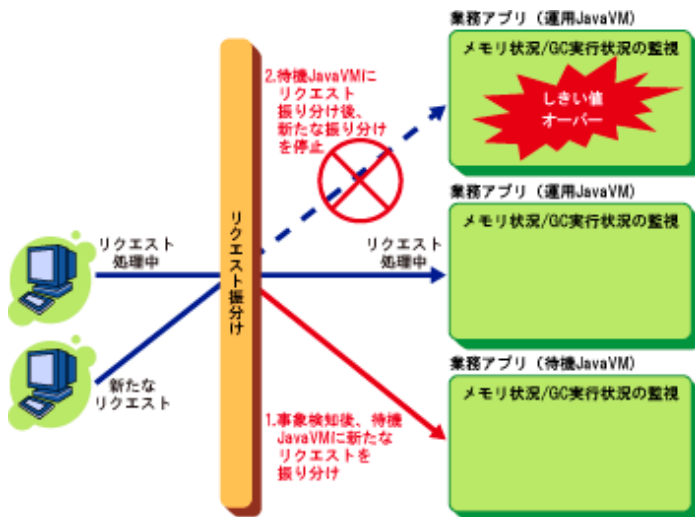 業務アプリ（運用JavaVM）
メモリ状況/GC実行状況の監視
しきい値
オーバー
2.待機JavaVMに
リクエスト
振り分け後、
新たな振り分け
を停止
業務アプリ（運用JavaVM）
メモリ状況/GC実行状況の監視
リクエスト
処理中
リクエスト振分け
リクエスト
処理中
新たな
リクエスト
1.事象検知後、待機
JavaVMに新たな
リクエストを
振り分け
業務アプリ（待機JavaVM）
メモリ状況/GC実行状況の監視